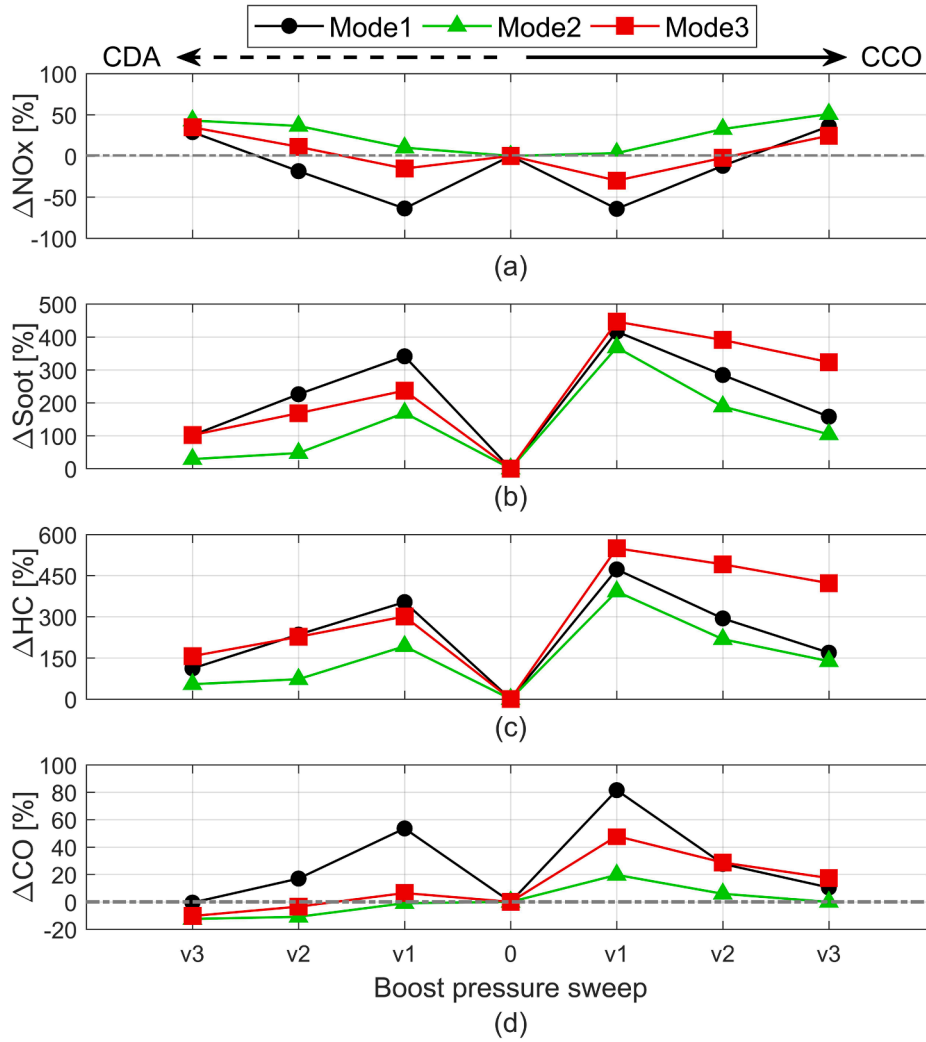 Mode1 Mode2 Mode3
CDA CCO
ΔNOx [%]
100
50
0
-50
-100
(a)
ΔSoot [%]
500
400
300
200
100
0
(b)
ΔHC [%]
600
450
300
150
0
(c)
ΔCO [%]
100
80
60
40
20
0
-20
v3 v2 v1 0 v1 v2 v3
Boost pressure sweep
(d)